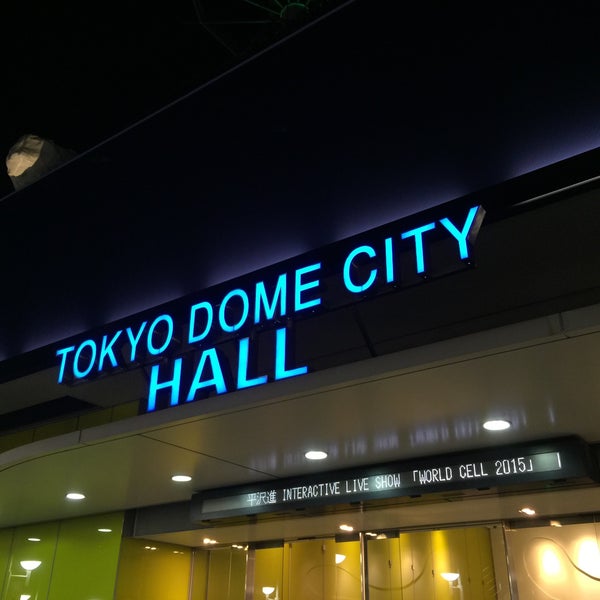 TOKYO DOME CITY
HALL
平沢進 INTERACTIVE LIVE SHOW 「WORLD CELL 2015」